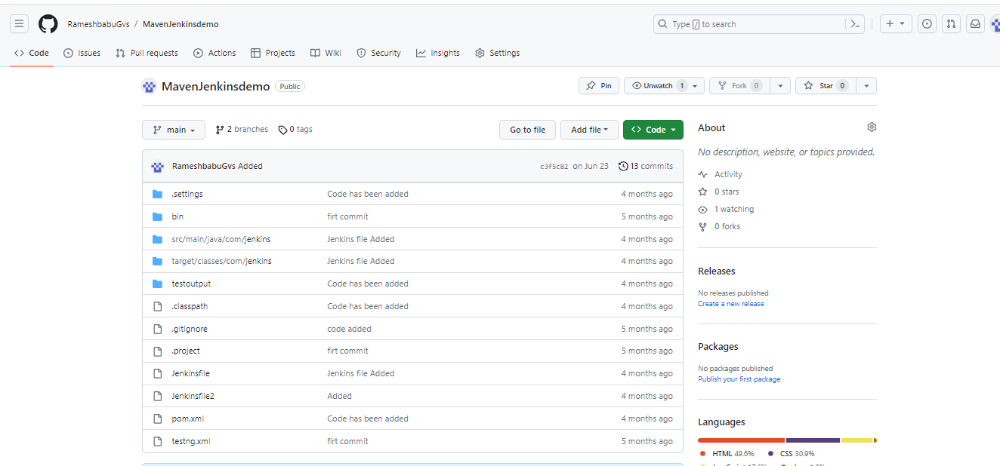 RameshbabuGvs / MavenJenkinsdemo
Type / to search
Code Issues Pull requests Actions Projects Wiki Security Insights Settings
MavenJenkinsdemo Public
Pin Unwatch 1 Fork 0 Star 0
main 2 branches 0 tags
Go to file Add file Code
RameshbabuGvs Added c3f5c82 on Jun 23 13 commits
.settings Code has been added 4 months ago
bin firt commit 5 months ago
src/main/java/com/jenkins Jenkins file Added 4 months ago
target/classes/com/jenkins Jenkins file Added 4 months ago
testoutput Code has been added 4 months ago
.classpath Code has been added 4 months ago
.gitignore code added 5 months ago
.project firt commit 5 months ago
Jenkinsfile Jenkins file Added 4 months ago
Jenkinsfile2 Added 4 months ago
pom.xml Code has been added 4 months ago
testng.xml firt commit 5 months ago
About
No description, website, or topics provided.
Activity
0 stars
1 watching
0 forks
Releases
No releases published
Create a new release
Packages
No packages published
Publish your first package
Languages
HTML 49.6% CSS 30.9%